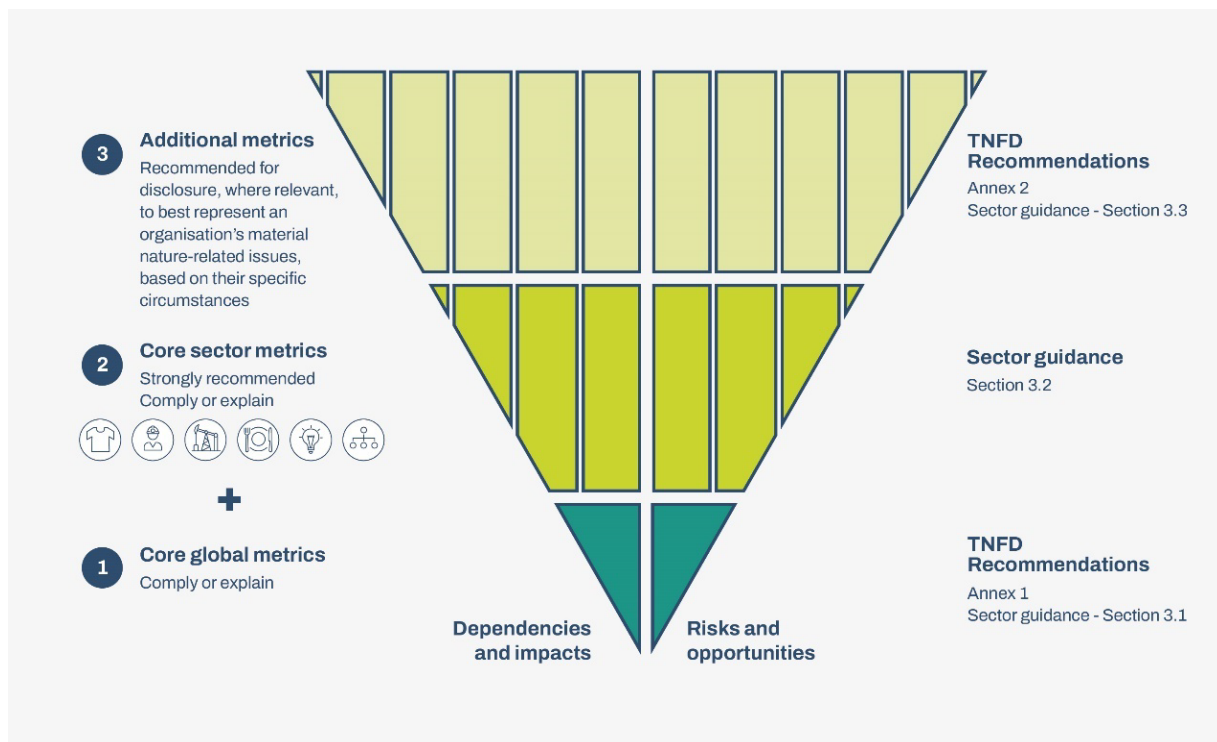 3
Additional metrics
Recommended for
disclosure, where relevant,
to best represent an
organisation's material
nature-related issues,
based on their specific
circumstances
TNFD
Recommendations
Annex 2
Sector guidance - Section 3.3
2
Core sector metrics
Strongly recommended
Comply or explain
Sector guidance
Section 3.2
+
1
Core global metrics
Comply or explain
TNFD
Recommendations
Annex 1
Sector guidance - Section 3.1
Dependencies
and impacts
Risks and
opportunities